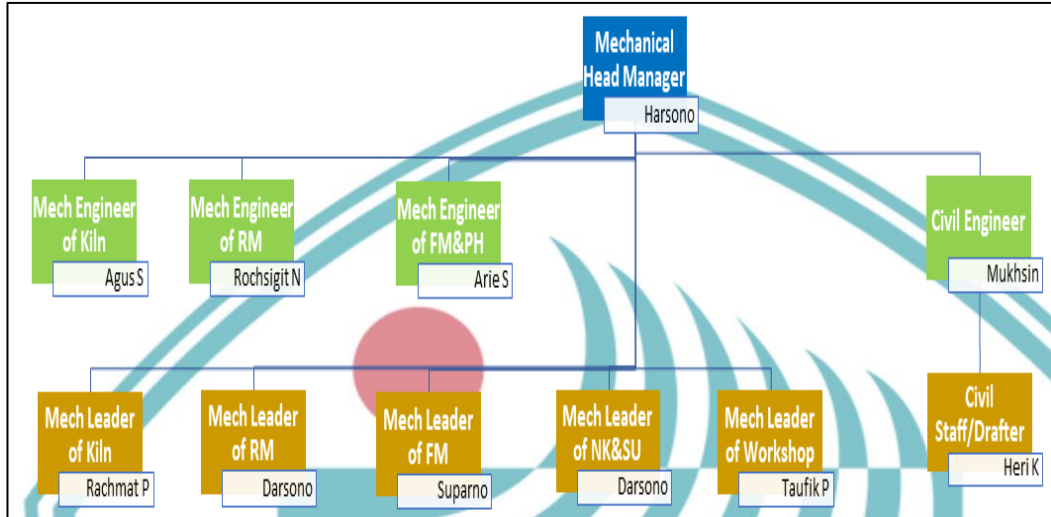 Mechanical
Head Manager
Harsono
Mech Engineer
of Kiln
Agus S
Mech Engineer
of RM
Rochsigit N
Mech Engineer
of FM&PH
Arie S
Civil Engineer
Mukhsin
Mech Leader
of Kiln
Rachmat P
Mech Leader
of RM
Darsono
Mech Leader
of FM
Suparno
Mech Leader
of NK&SU
Darsono
Mech Leader
of Workshop
Taufik P
Civil
Staff/Drafter
Heri K